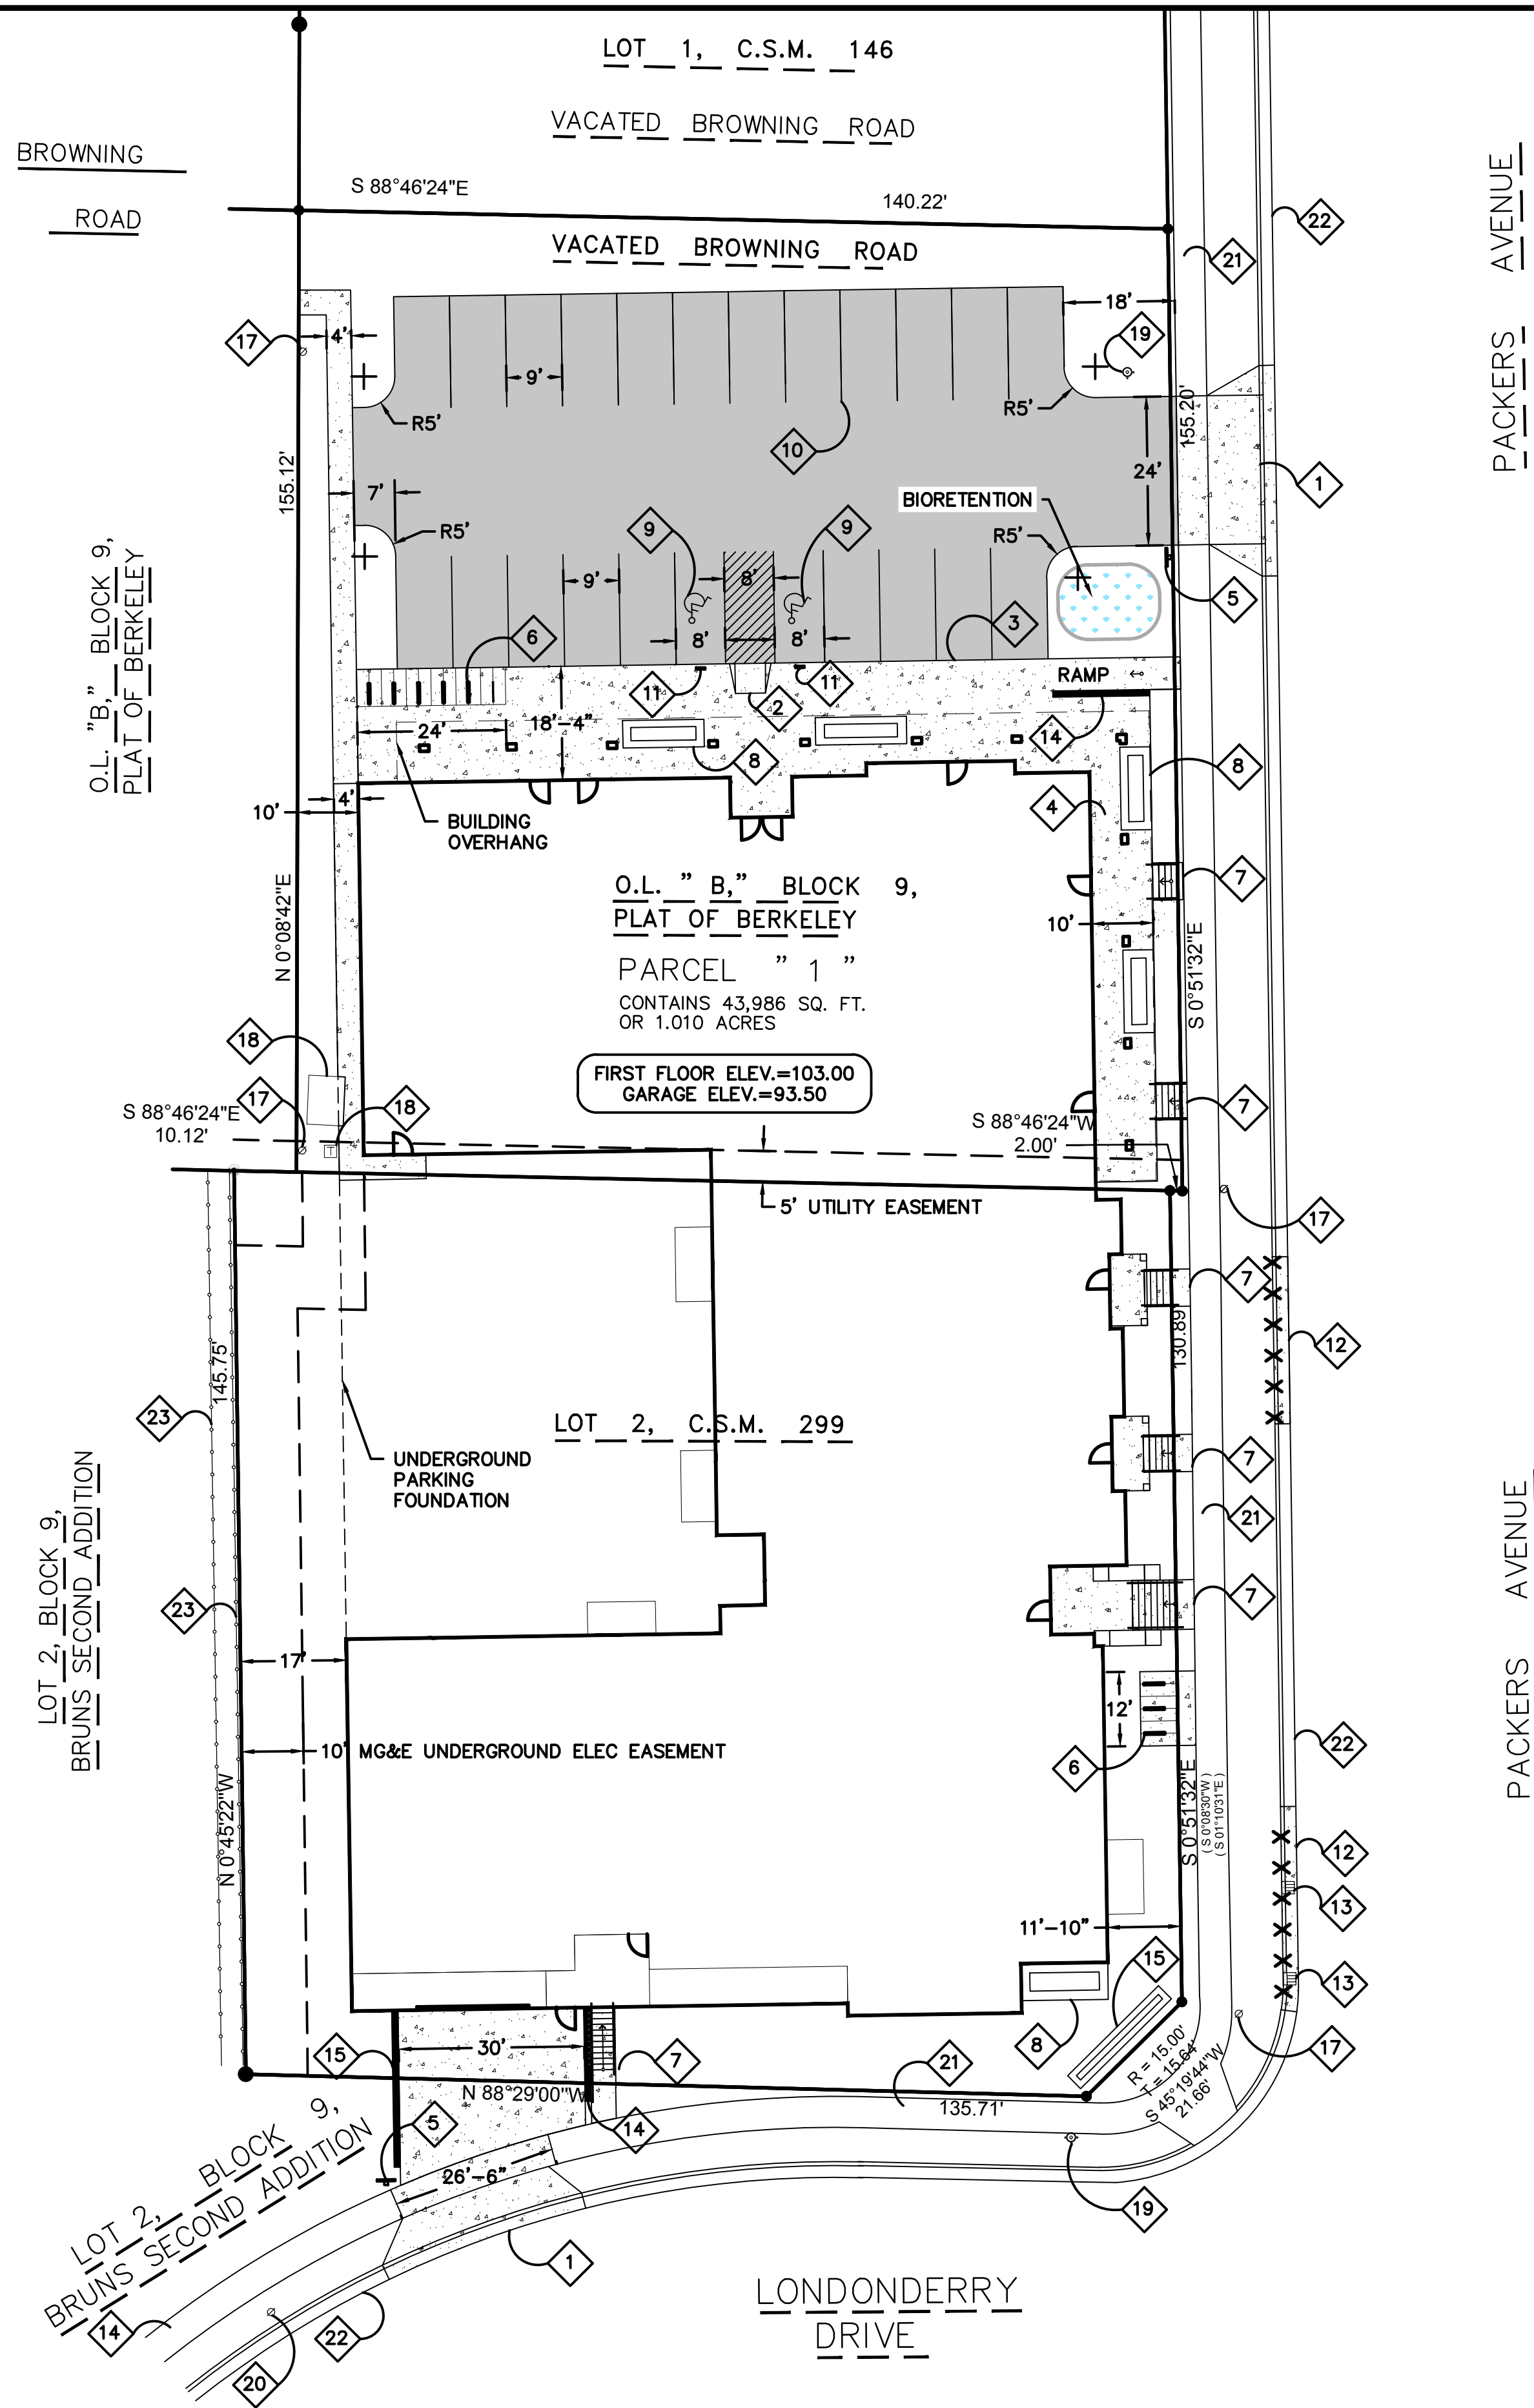 LOT 1, C.S.M. 146
VACATED BROWNING ROAD
BROWNING
ROAD
S 88°46'24"E
140.22'
VACATED BROWNING ROAD
PACKERS AVENUE
22
21
18'
17
4'
19
9'
R5'
R5'
155.20'
10
24'
1
155.12'
7'
BIORETENTION
R5'
9
9
R5'
O.L. "B," BLOCK 9,
PLAT OF BERKELEY
9'
8'
5
6
8'
8'
3
RAMP
11
11
2
24'
18'-4"
14
8
8
4'
10'
4
BUILDING
OVERHANG
7
O.L. " B," BLOCK 9,
PLAT OF BERKELEY
10'
N 0°08'42"E
PARCEL " 1 "
CONTAINS 43,986 SQ. FT.
OR 1.010 ACRES
S 0°51'32"E
18
FIRST FLOOR ELEV.=103.00
GARAGE ELEV.=93.50
17
18
7
S 88°46'24"E
10.12'
S 88°46'24"W
2.00'
T
5' UTILITY EASEMENT
17
7
130.89'
12
145.75'
23
LOT 2, C.S.M. 299
UNDERGROUND
PARKING
FOUNDATION
7
21
PACKERS AVENUE
LOT 2, BLOCK 9,
BRUNS SECOND ADDITION
23
7
17'
12'
10' MG&E UNDERGROUND ELEC EASEMENT
22
6
N 0°45'22"W
S 0°51'32"E
( S 0°08'30"W )
( S 01°10'31"E )
12
13
11'-10"
15
13
15
30'
7
8
21
17
R = 15.00'
T = 15.64'
S 45°19'44"W
21.66'
N 88°29'00"W
135.71'
5
14
LOT 2, BLOCK 9,
BRUNS SECOND ADDITION
26'-6"
19
1
14
22
20
LONDONDERRY
DRIVE